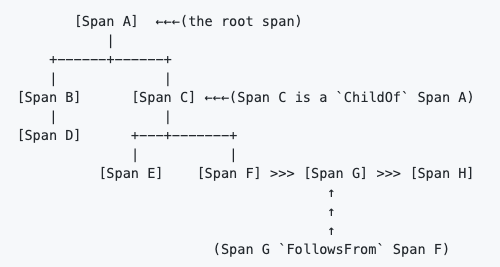 [Span A] ←←←(the root span)
|
+------+------+
| |
[Span B] [Span C] ←←←(Span C is a `ChildOf` Span A)
| |
[Span D] +---+-------+
| |
[Span E] [Span F] >>> [Span G] >>> [Span H]
↑
↑
↑
(Span G `FollowsFrom` Span F)